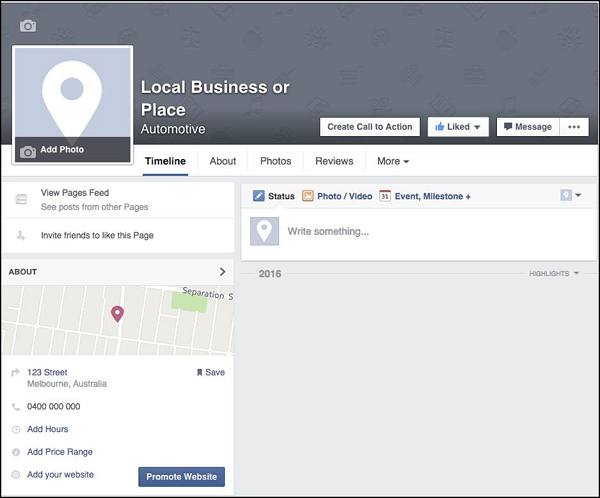 Local Business or
Place
Automotive
Add Photo
Create Call to Action
Liked
Message
Timeline
About
Photos
Reviews
More
View Pages Feed
See posts from other Pages
Invite friends to like this Page
Status
Photo / Video
31
Event, Milestone +
Write something...
ABOUT
2016
HIGHLIGHTS
Separation S
123 Street
Save
Melbourne, Australia
0400 000 000
Add Hours
Add Price Range
Add your website
Promote Website